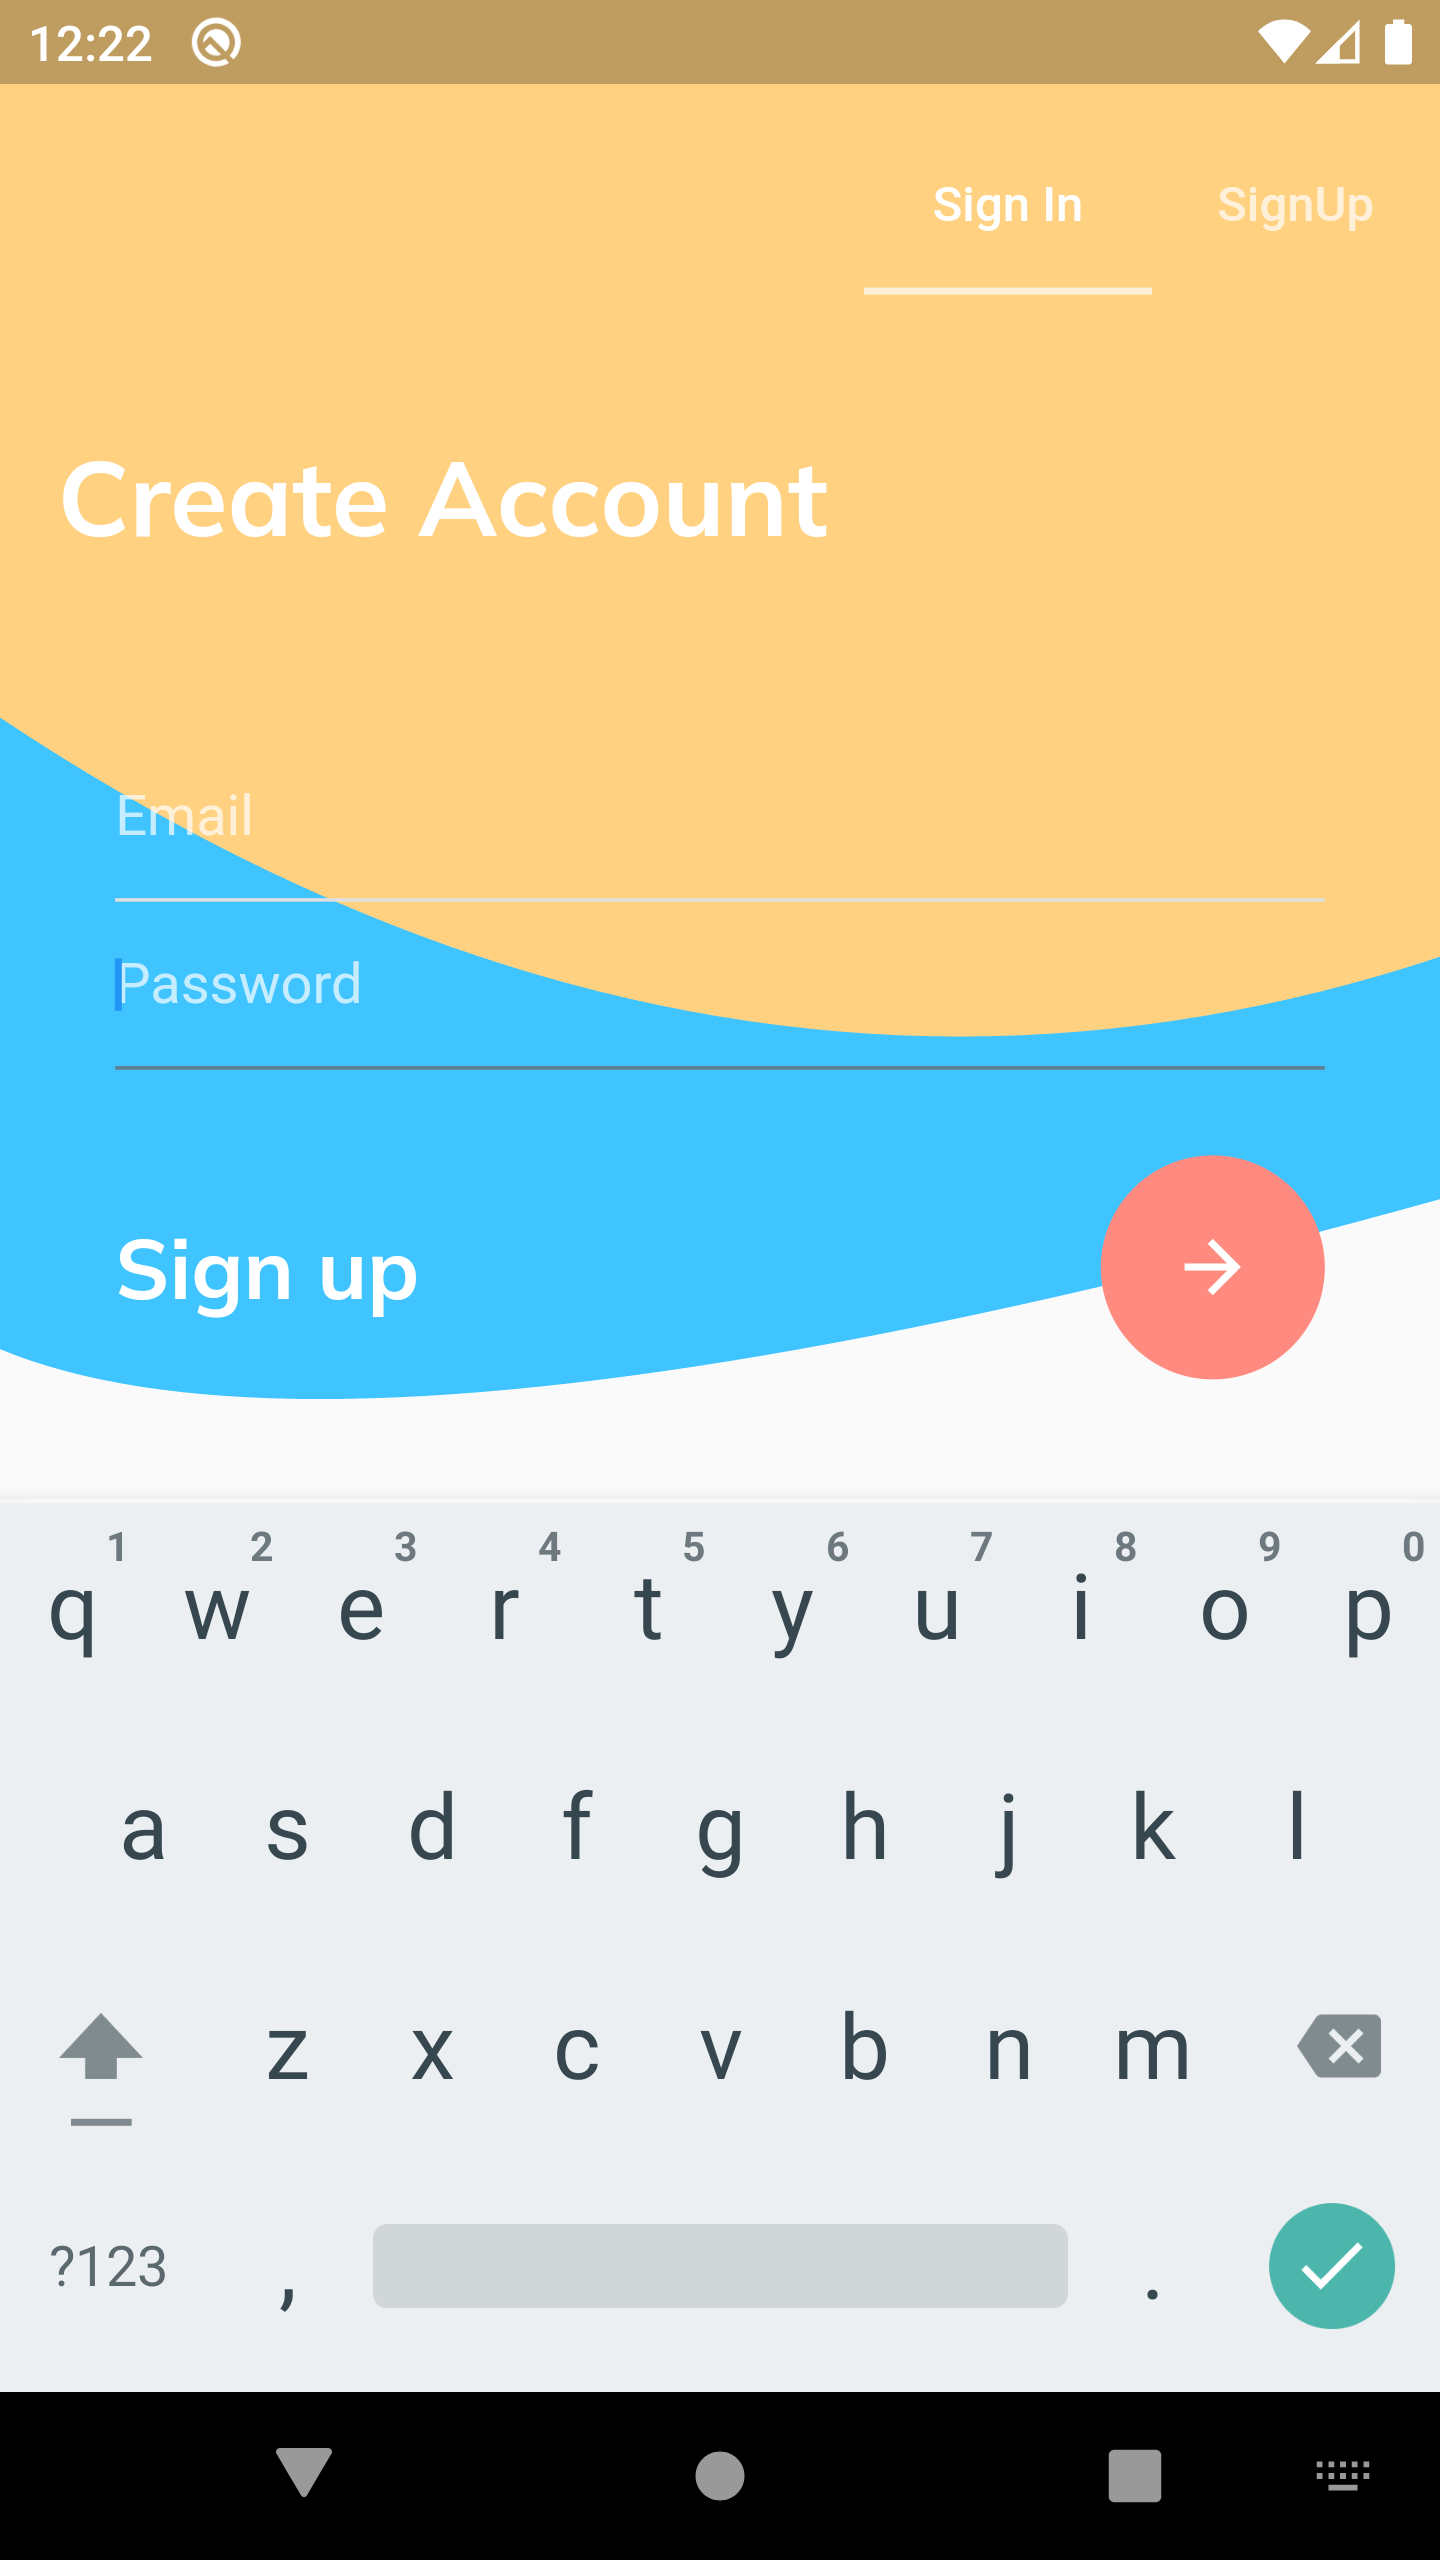 12:22
Sign In SignUp
Create Account
Email
Password
Sign up
1 2 3 4 5 6 7 8 9 0
q w e r t y u i o p
a s d f g h j k l
z x c v b n m
?123 , .